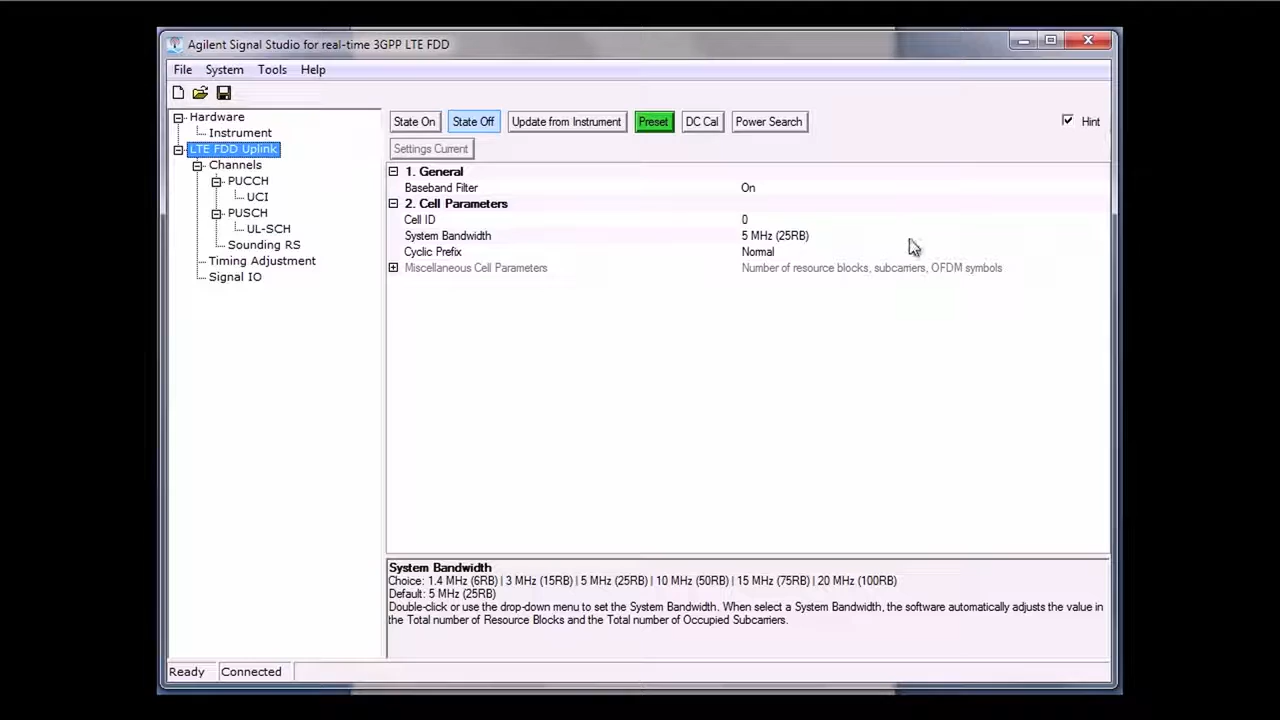 Agilent Signal Studio for real-time 3GPP LTE FDD
File System Tools Help
Hardware
Instrument
LTE FDD Uplink
Channels
PUCCH
UCI
PUSCH
UL-SCH
Sounding RS
Timing Adjustment
Signal IO
State On State Off Update from Instrument Preset DC Cal Power Search Hint
Settings Current
1. General
Baseband Filter On
2. Cell Parameters
Cell ID 0
System Bandwidth 5 MHz (25RB)
Cyclic Prefix Normal
Miscellaneous Cell Parameters Number of resource blocks, subcarriers, OFDM symbols
System Bandwidth
Choice: 1.4 MHz (6RB) | 3 MHz (15RB) | 5 MHz (25RB) | 10 MHz (50RB) | 15 MHz (75RB) | 20 MHz (100RB)
Default: 5 MHz (25RB)
Double-click or use the drop-down menu to set the System Bandwidth. When select a System Bandwidth, the software automatically adjusts the value in
the Total number of Resource Blocks and the Total number of Occupied Subcarriers.
Ready Connected